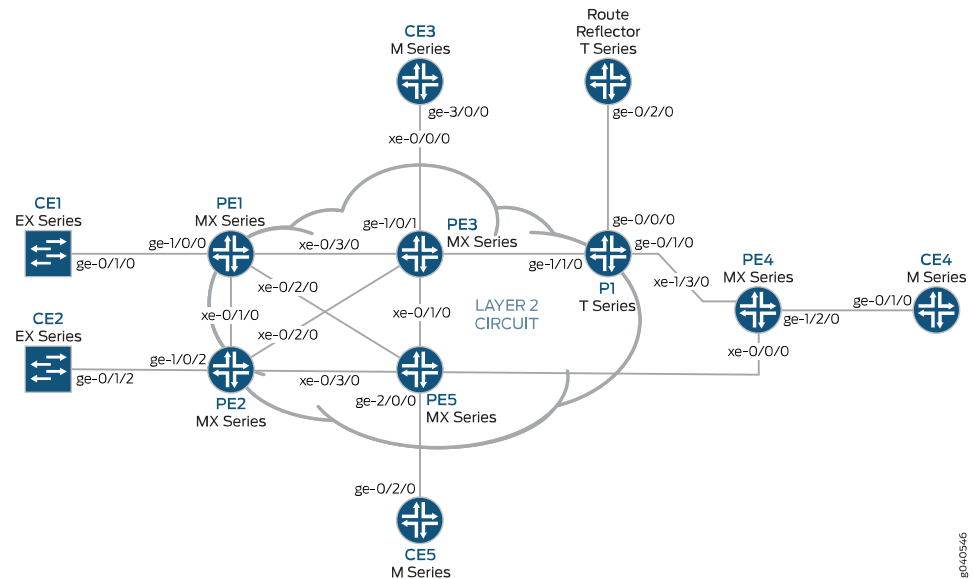 CE3
M Series
Route
Reflector
T Series
ge-3/0/0
ge-0/2/0
xe-0/0/0
CE1
EX Series
PE1
MX Series
ge-1/0/1
PE3
MX Series
ge-0/0/0
ge-0/1/0
ge-1/0/0
xe-0/3/0
ge-0/1/0
ge-1/1/0
P1
T Series
PE4
MX Series
CE4
M Series
xe-0/2/0
xe-1/3/0
LAYER 2
CIRCUIT
ge-0/1/0
ge-1/2/0
CE2
EX Series
xe-0/1/0
xe-0/1/0
xe-0/2/0
xe-0/0/0
ge-1/0/2
ge-0/1/2
xe-0/3/0
PE2
MX Series
ge-2/0/0
PE5
MX Series
ge-0/2/0
CE5
M Series
g040546